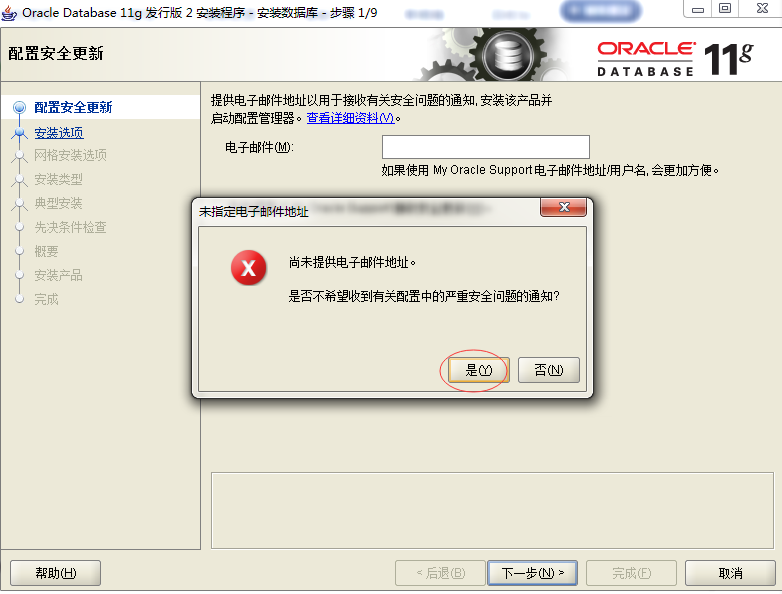 Oracle Database 11g 发行版 2 安装程序 - 安装数据库 - 步骤 1/9
配置安全更新
ORACLE
DATABASE 11g
配置安全更新
安装选项
网格安装选项
安装类型
典型安装
先决条件检查
概要
安装产品
完成
提供电子邮件地址以用于接收有关安全问题的通知, 安装该产品并
启动配置管理器。查看详细资料(V)。
电子邮件(M):
如果使用 My Oracle Support 电子邮件地址/用户名, 会更加方便。
未指定电子邮件地址
尚未提供电子邮件地址。
是否不希望收到有关配置中的严重安全问题的通知?
是(Y)
否(N)
帮助(H)
< 后退(B)
下一步(N) >
完成(F)
取消